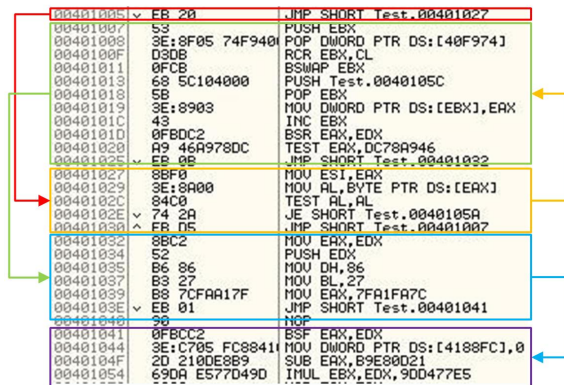 00401005 v EB 20 JMP SHORT Test.00401027
00401007 53 PUSH EBX
00401008 3E:8F05 74F940 POP DWORD PTR DS:[40F974]
0040100F D3DB RCR EBX,CL
00401011 0FCB BSWAP EBX
00401013 68 5C104000 PUSH Test.0040105C
00401018 5B POP EBX
00401019 3E:8903 MOV DWORD PTR DS:[EBX],EAX
0040101C 43 INC EBX
0040101D 0FBDC2 BSR EAX,EDX
00401020 A9 46A978DC TEST EAX,DC78A946
00401025 v EB 0B JMP SHORT Test.00401032
00401027 8BF0 MOV ESI,EAX
00401029 3E:8A00 MOV AL,BYTE PTR DS:[EAX]
0040102C 84C0 TEST AL,AL
0040102E v 74 2A JE SHORT Test.0040105A
00401030 ^ EB D5 JMP SHORT Test.00401007
00401032 8BC2 MOV EAX,EDX
00401034 52 PUSH EDX
00401035 B6 86 MOV DH,86
00401037 B3 27 MOV BL,27
00401039 B8 7CFAA17F MOV EAX,7FA1FA7C
0040103E v EB 01 JMP SHORT Test.00401041
00401040 90 NOP
00401041 0FBCC2 BSF EAX,EDX
00401044 3E:C705 FC8841 MOV DWORD PTR DS:[4188FC],0
0040104F 2D 210DE8B9 SUB EAX,B9E80D21
00401054 69DA E577D49D IMUL EBX,EDX,9DD477E5